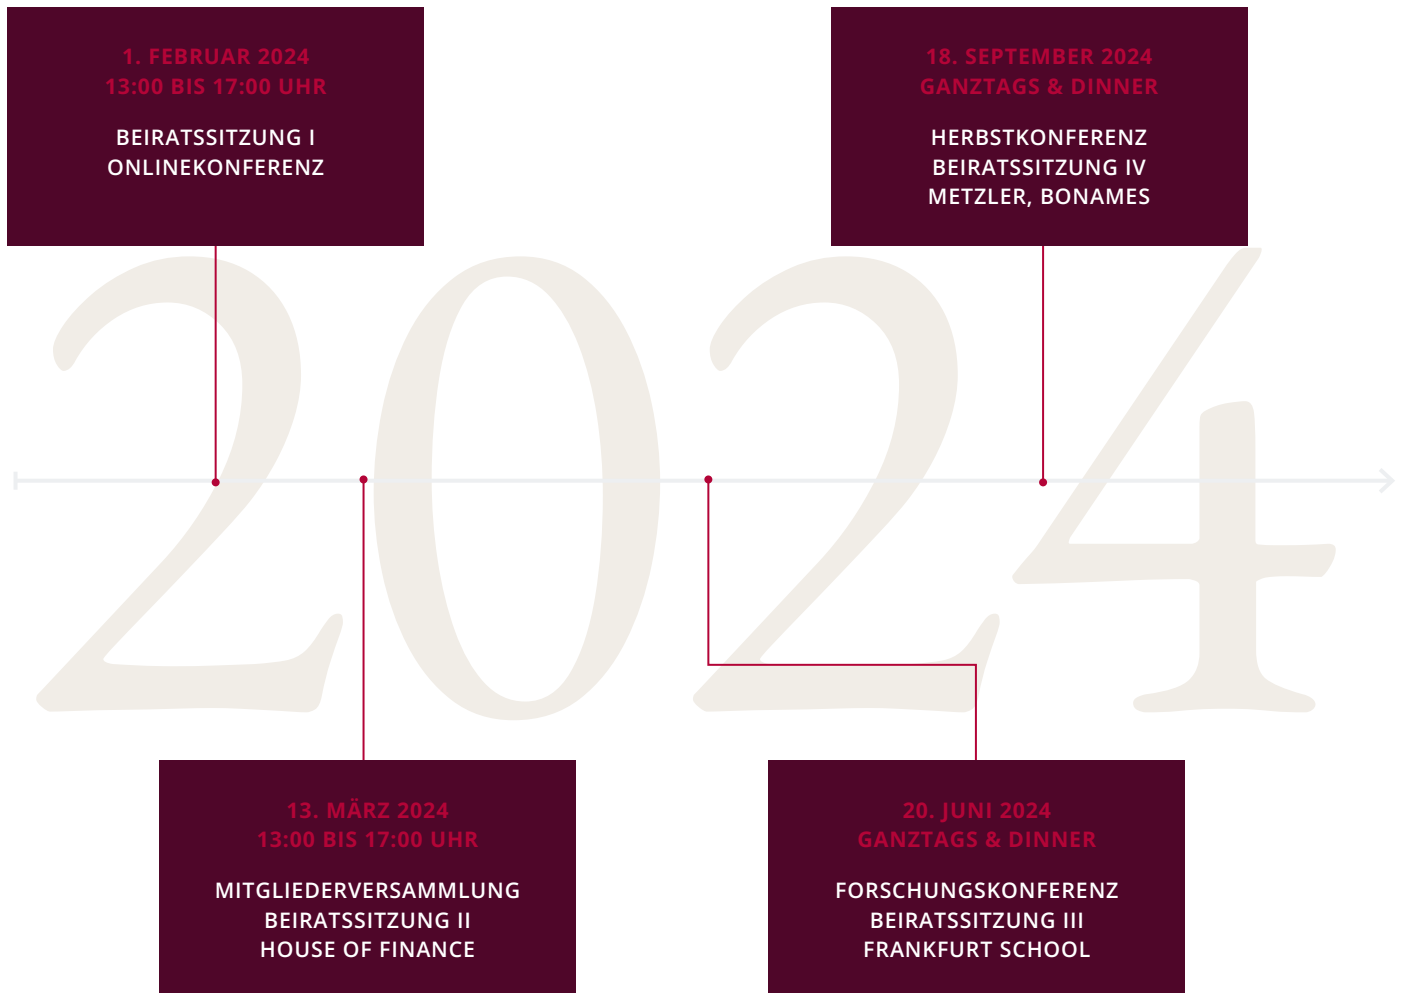 1. FEBRUAR 2024
13:00 BIS 17:00 UHR
BEIRATSSITZUNG I
ONLINEKONFERENZ
18. SEPTEMBER 2024
GANZTAGS & DINNER
HERBSTKONFERENZ
BEIRATSSITZUNG IV
METZLER, BONAMES
2024
13. MÄRZ 2024
13:00 BIS 17:00 UHR
MITGLIEDERVERSAMMLUNG
BEIRATSSITZUNG II
HOUSE OF FINANCE
20. JUNI 2024
GANZTAGS & DINNER
FORSCHUNGSKONFERENZ
BEIRATSSITZUNG III
FRANKFURT SCHOOL